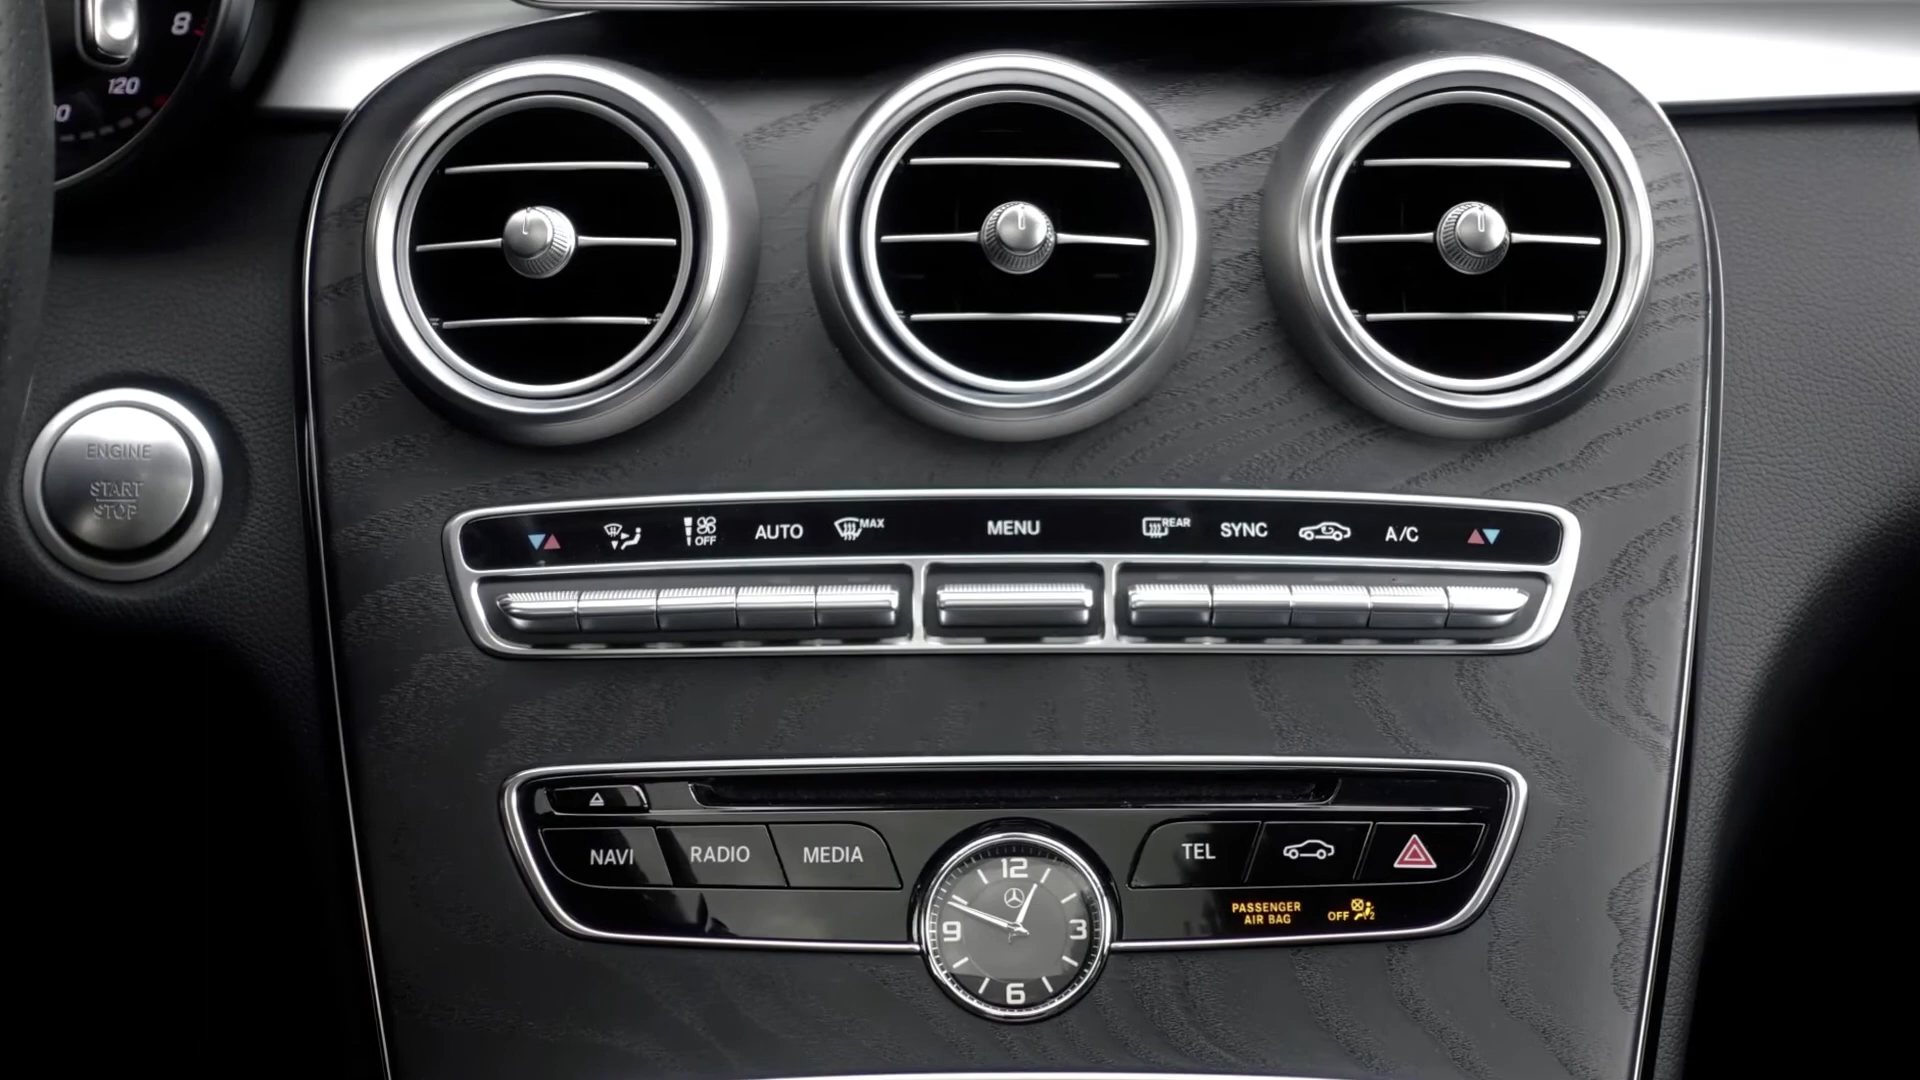 8
120
ENGINE
START
STOP
OFF
AUTO
MAX
MENU
REAR
SYNC
A/C
NAVI
RADIO
MEDIA
TEL
PASSENGER
AIR BAG
OFF
12
9
3
6